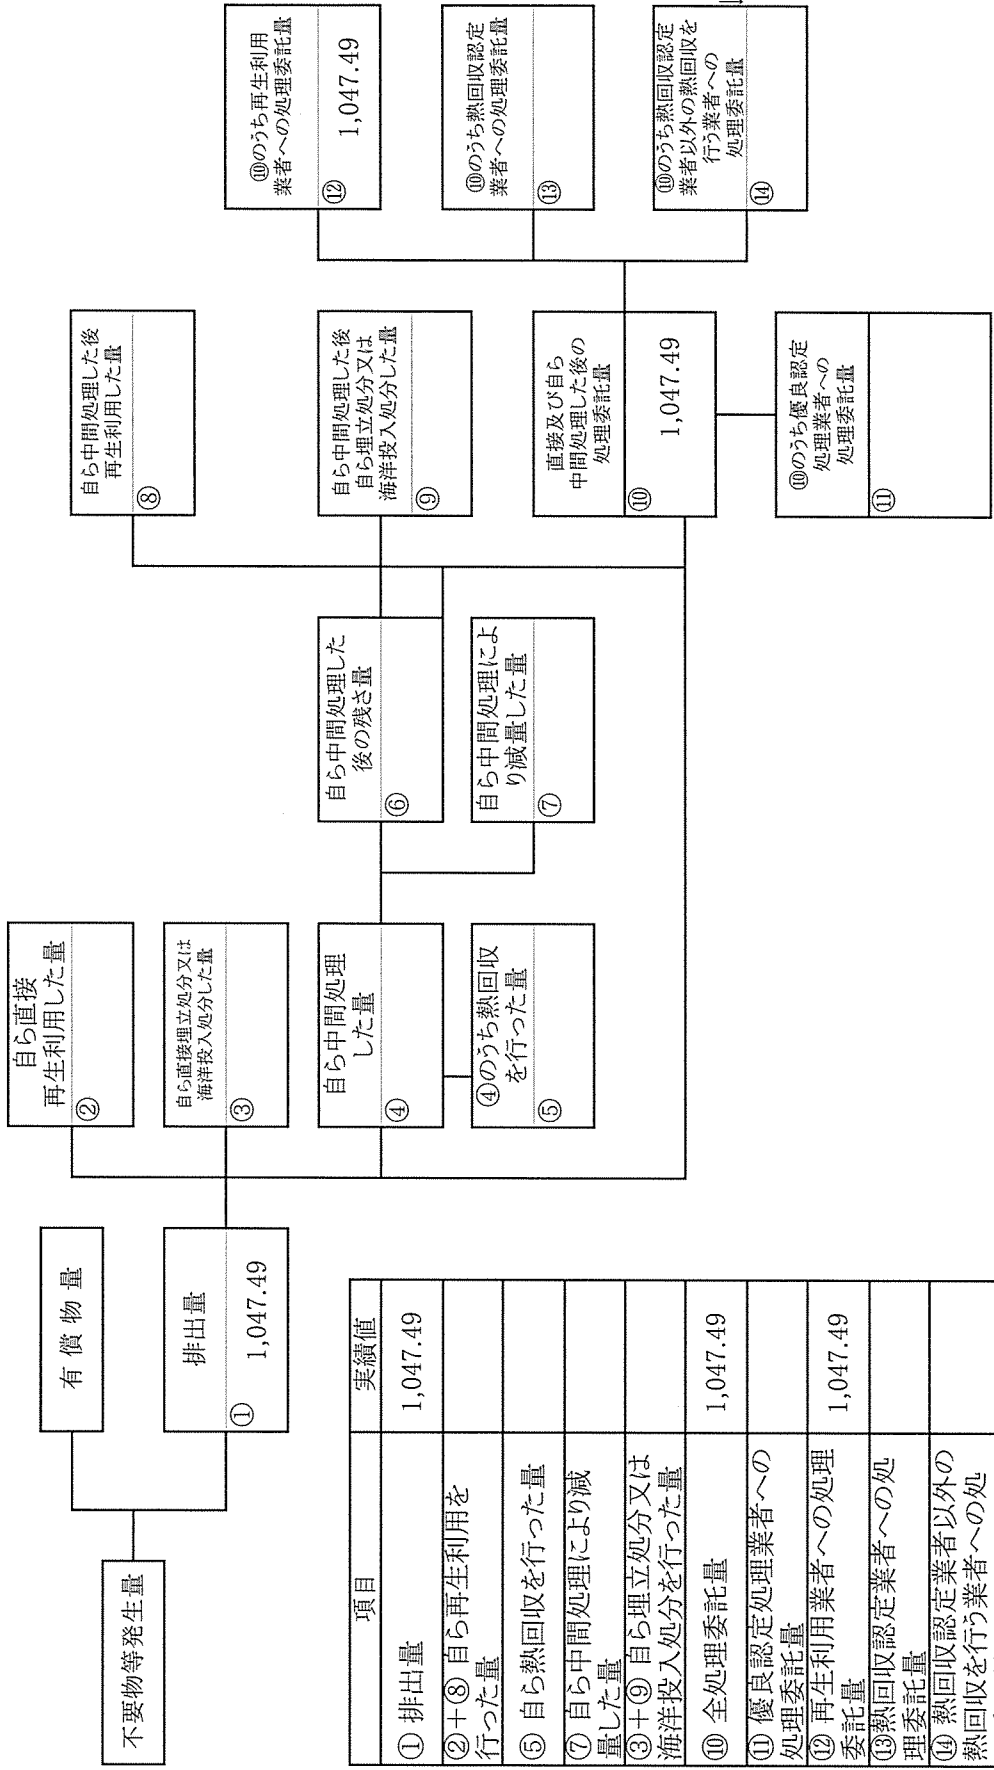 不要物等発生量
有 償 物 量
排出量
①
1,047.49
自ら直接
再生利用した量
②
自ら直接埋立処分又は
海洋投入処分した量
③
自ら中間処理
した量
④
④のうち熱回収
を行った量
⑤
自ら中間処理した
後の残さ量
⑥
自ら中間処理によ
り減量した量
⑦
自ら中間処理した後
再生利用した量
⑧
自ら中間処理した後
自ら埋立処分又は
海洋投入処分した量
⑨
直接及び自ら
中間処理した後の
処理委託量
⑩
1,047.49
⑩のうち優良認定
処理業者への
処理委託量
⑪
⑩のうち再生利用
業者への処理委託量
⑫
1,047.49
⑩のうち熱回収認定
業者への処理委託量
⑬
⑩のうち熱回収認定
業者以外の熱回収を
行う業者への
処理委託量
⑭
項目 実績値
① 排出量 1,047.49
②+⑧ 自ら再生利用を
行った量
⑤ 自ら熱回収を行った量
⑦ 自ら中間処理により減
量した量
③+⑨ 自ら埋立処分又は
海洋投入処分を行った量
⑩ 全処理委託量 1,047.49
⑪ 優良認定処理業者への
処理委託量
⑫ 再生利用業者への処理
委託量 1,047.49
⑬熱回収認定業者への処
理委託量
⑭ 熱回収認定業者以外の
熱回収を行う業者への処